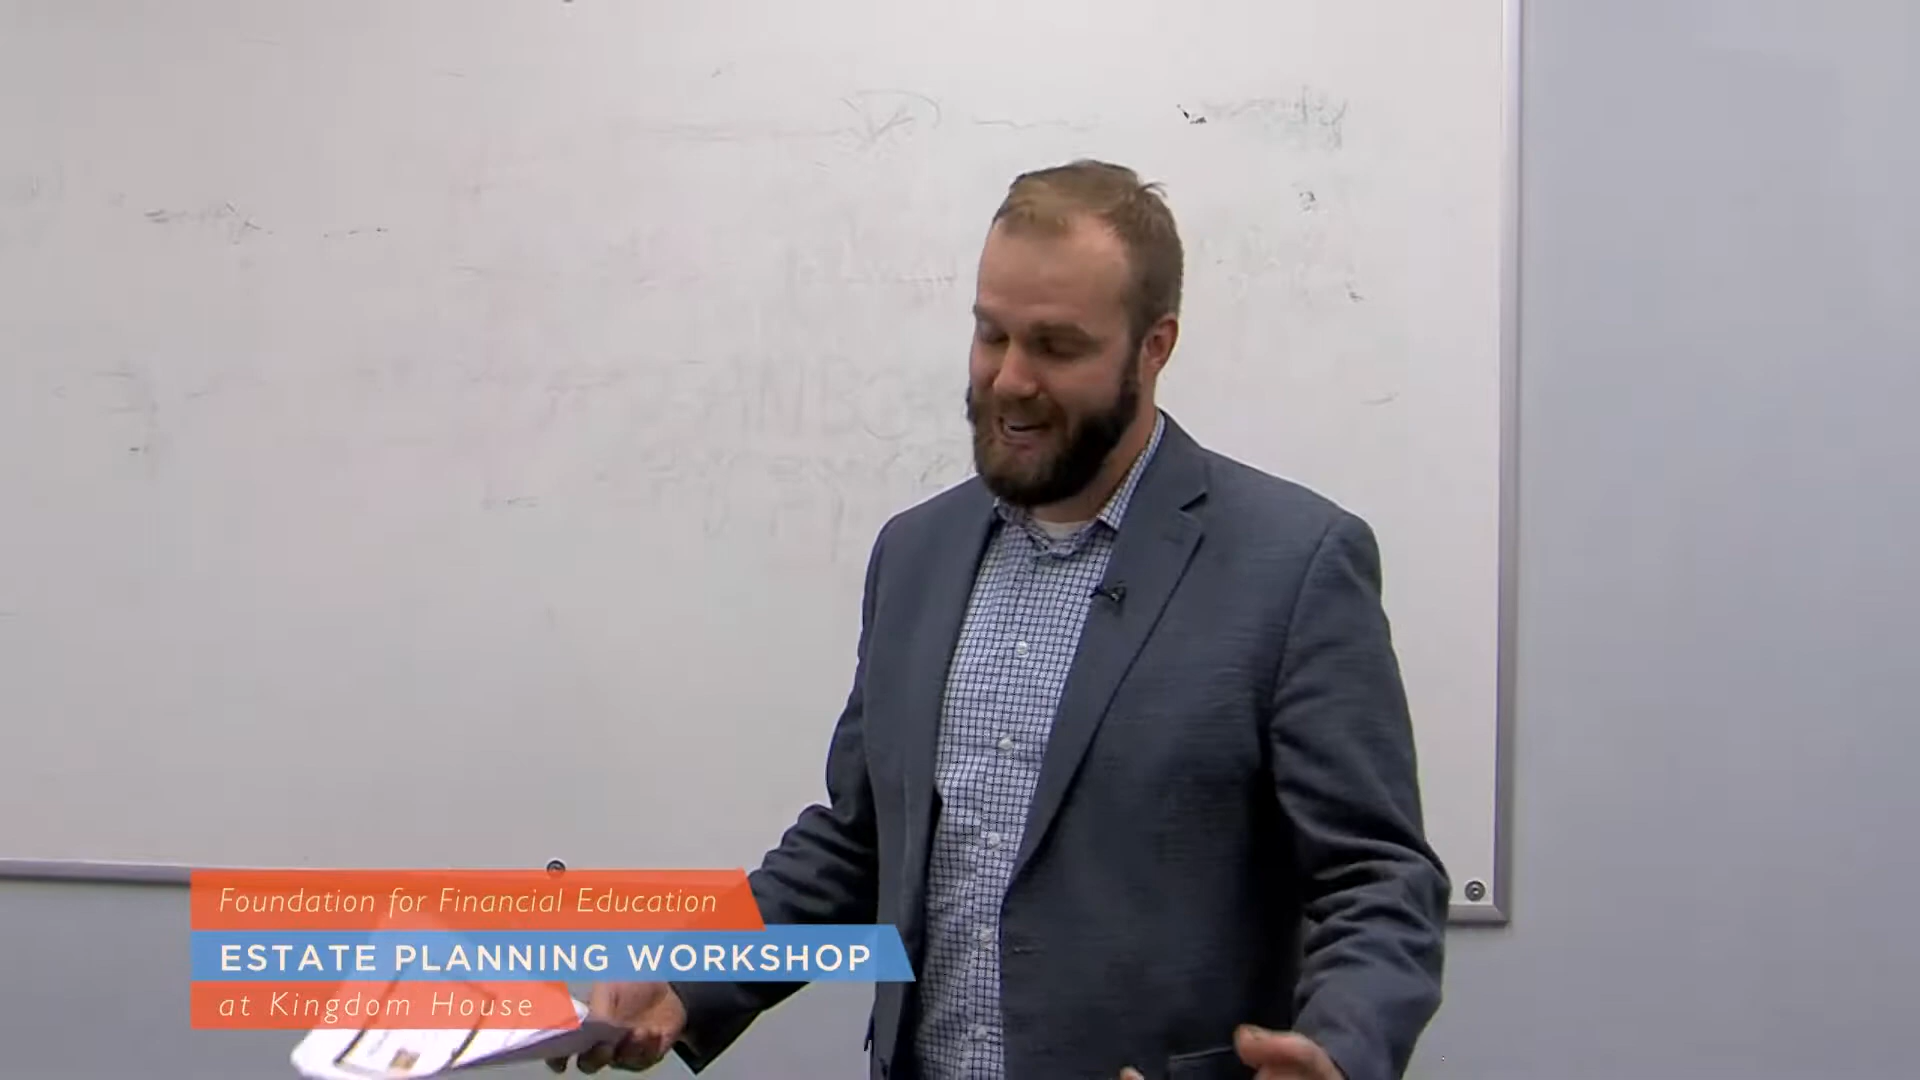 Foundation for Financial Education
ESTATE PLANNING WORKSHOP
at Kingdom House